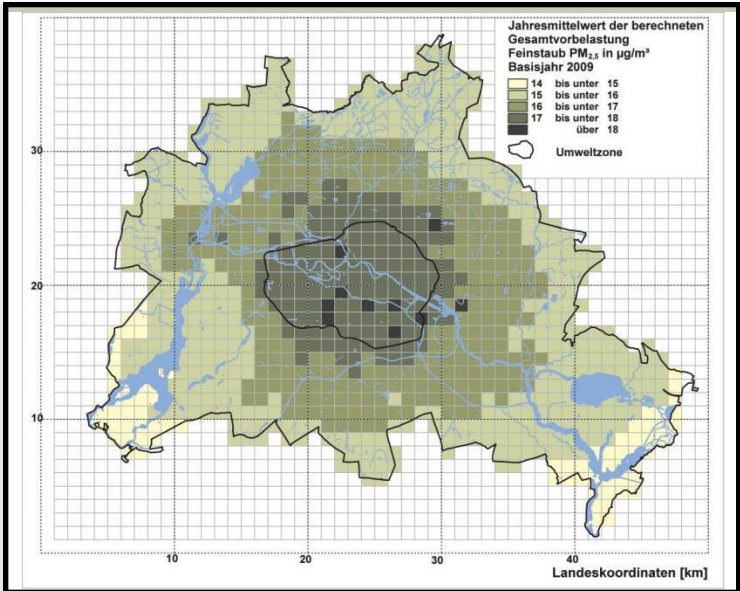 Jahresmittelwert der berechneten
Gesamtvorbelastung
Feinstaub PM2,5 in µg/m³
Basisjahr 2009
14 bis unter 15
15 bis unter 16
16 bis unter 17
17 bis unter 18
über 18
Umweltzone
30
20
10
10 20 30 40
Landeskoordinaten [km]